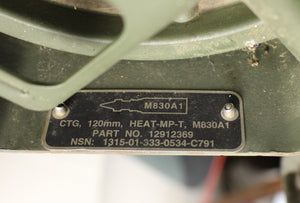 M830A1
CTG, 120mm, HEAT-MP-T, M830A1
PART NO. 12912369
NSN: 1315-01-333-0534-C791